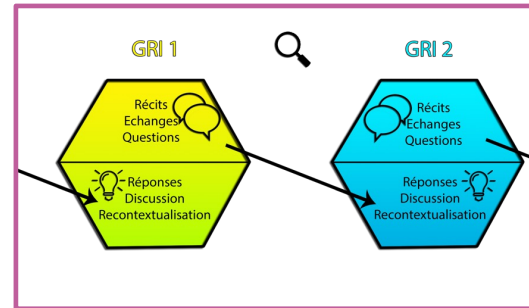 GRI 1
Récits
Echanges
Questions
Réponses
Discussion
Recontextualisation
GRI 2
Récits
Echanges
Questions
Réponses
Discussion
Recontextualisation